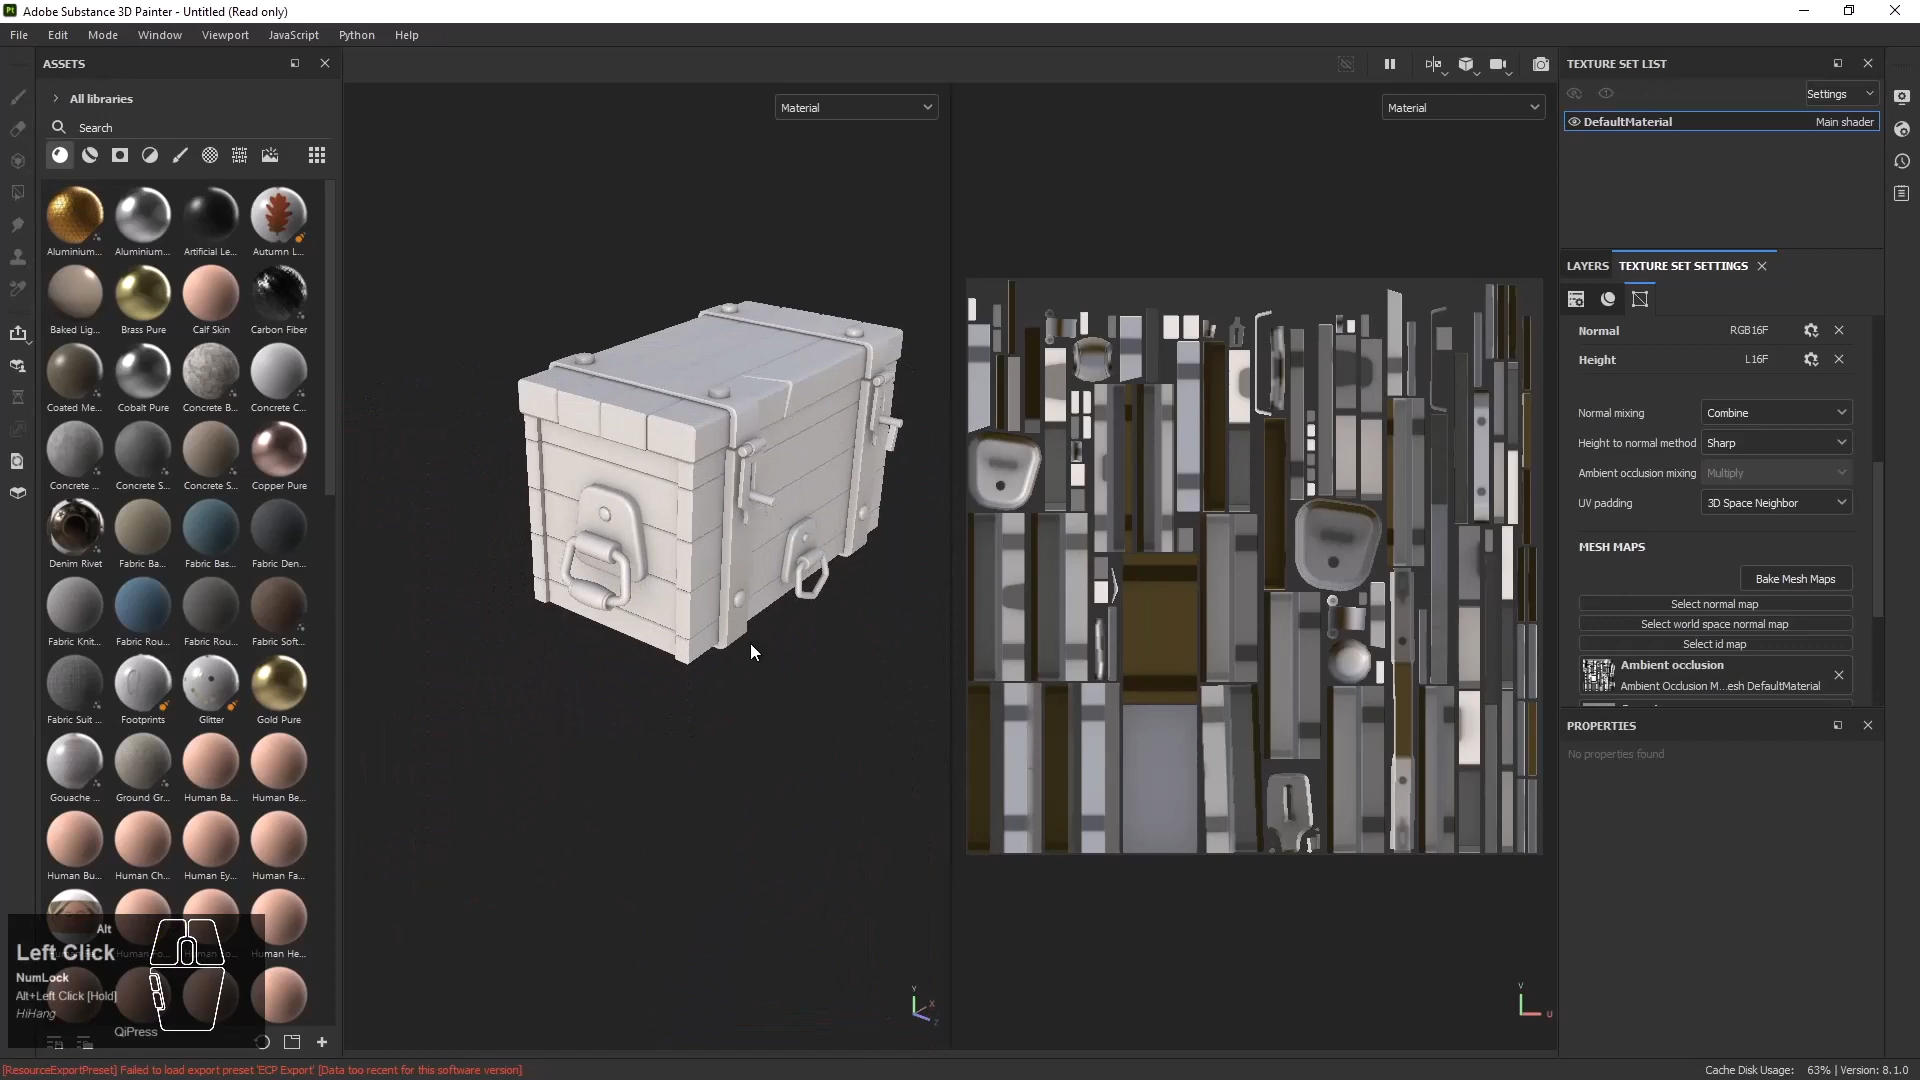 Adobe Substance 3D Painter - Untitled (Read only)
File Edit Mode Window Viewport JavaScript Python Help
ASSETS
All libraries
Search
Aluminium... Aluminium... Artificial Le... Autumn L...
Baked Lig... Brass Pure Calf Skin Carbon Fiber
Coated Me... Cobalt Pure Concrete B... Concrete C...
Concrete ... Concrete S... Concrete S... Copper Pure
Denim Rivet Fabric Ba... Fabric Bas... Fabric Den...
Fabric Knit... Fabric Rou... Fabric Rou... Fabric Soft...
Fabric Suit ... Footprints Glitter Gold Pure
Gouache ... Ground Gr... Human Ba... Human Be...
Human Bu... Human Ch... Human Ey... Human Fa...
Human He...
Alt
Left Click
NumLock
Alt+Left Click [Hold]
HiHang
QiPress
Material
Material
Y
X
Z
V
U
TEXTURE SET LIST
Settings
DefaultMaterial Main shader
LAYERS TEXTURE SET SETTINGS
Normal RGB16F
Height L16F
Normal mixing Combine
Height to normal method Sharp
Ambient occlusion mixing Multiply
UV padding 3D Space Neighbor
MESH MAPS
Bake Mesh Maps
Select normal map
Select world space normal map
Select id map
Ambient occlusion
Ambient Occlusion M...esh DefaultMaterial
PROPERTIES
No properties found
[ResourceExportPreset] Failed to load export preset 'ECP Export' [Data too recent for this software version]
Cache Disk Usage: 63% | Version: 8.1.0